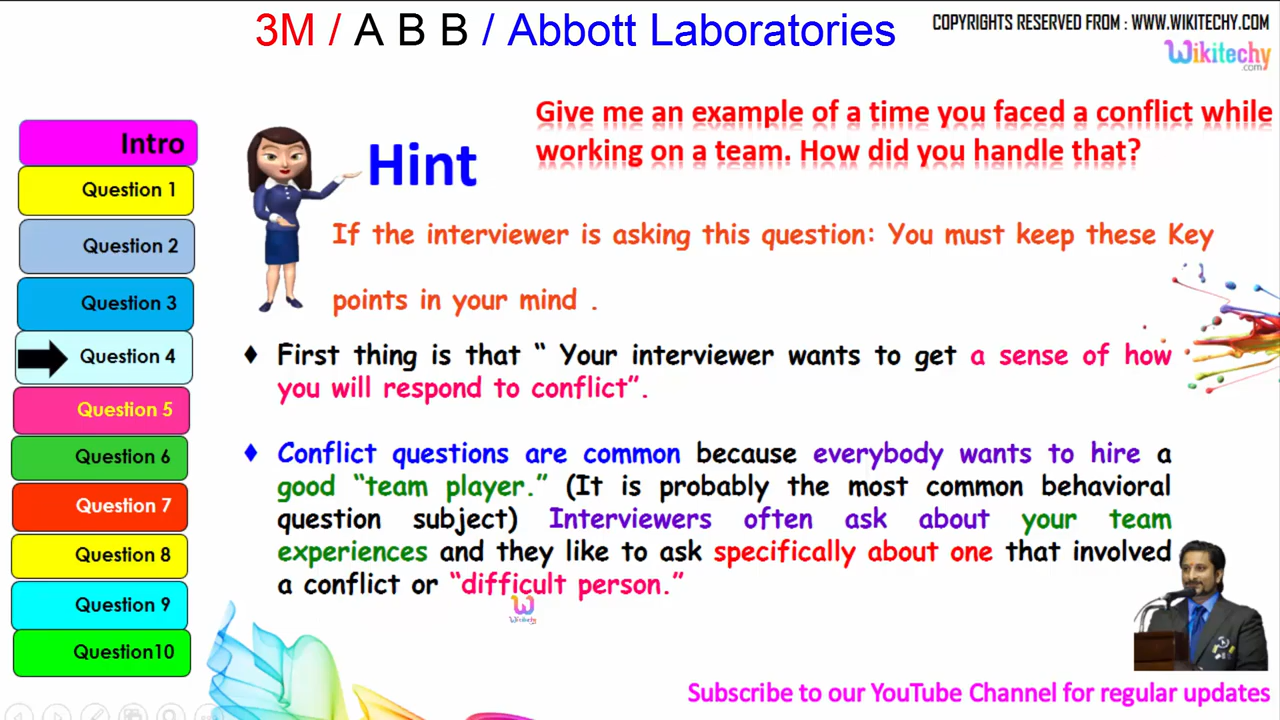 3M / A B B / Abbott Laboratories
COPYRIGHTS RESERVED FROM : WWW.WIKITECHY.COM
Wikitechy
.com
Give me an example of a time you faced a conflict while
working on a team. How did you handle that?
Hint
If the interviewer is asking this question: You must keep these Key
points in your mind .
Intro
Question 1
Question 2
Question 3
Question 4
Question 5
Question 6
Question 7
Question 8
Question 9
Question10
♦ First thing is that “ Your interviewer wants to get a sense of how
you will respond to conflict”.
♦ Conflict questions are common because everybody wants to hire a
good “team player.” (It is probably the most common behavioral
question subject) Interviewers often ask about your team
experiences and they like to ask specifically about one that involved
a conflict or “difficult person.”
W
Wikitechy
Subscribe to our YouTube Channel for regular updates